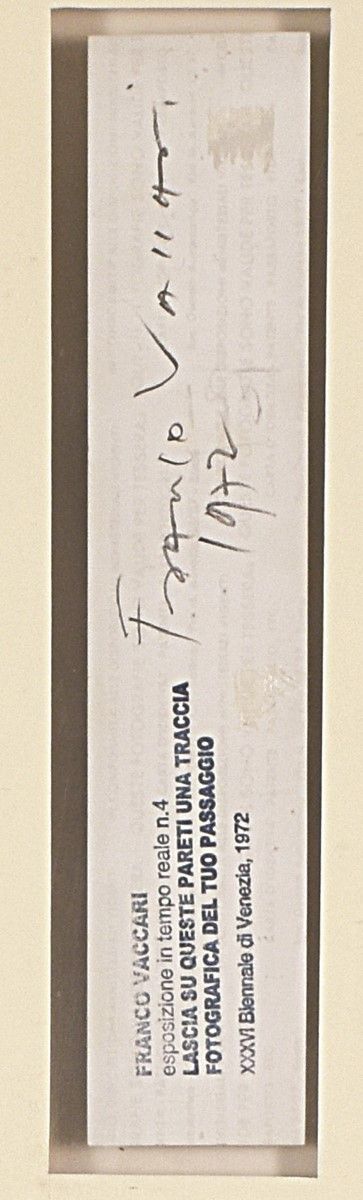 FRANCO VACCARI
esposizione in tempo reale n.4
LASCIA SU QUESTE PARETI UNA TRACCIA
FOTOGRAFICA DEL TUO PASSAGGIO
XXXVI Biennale di Venezia, 1972
Franco Vaccari
1972